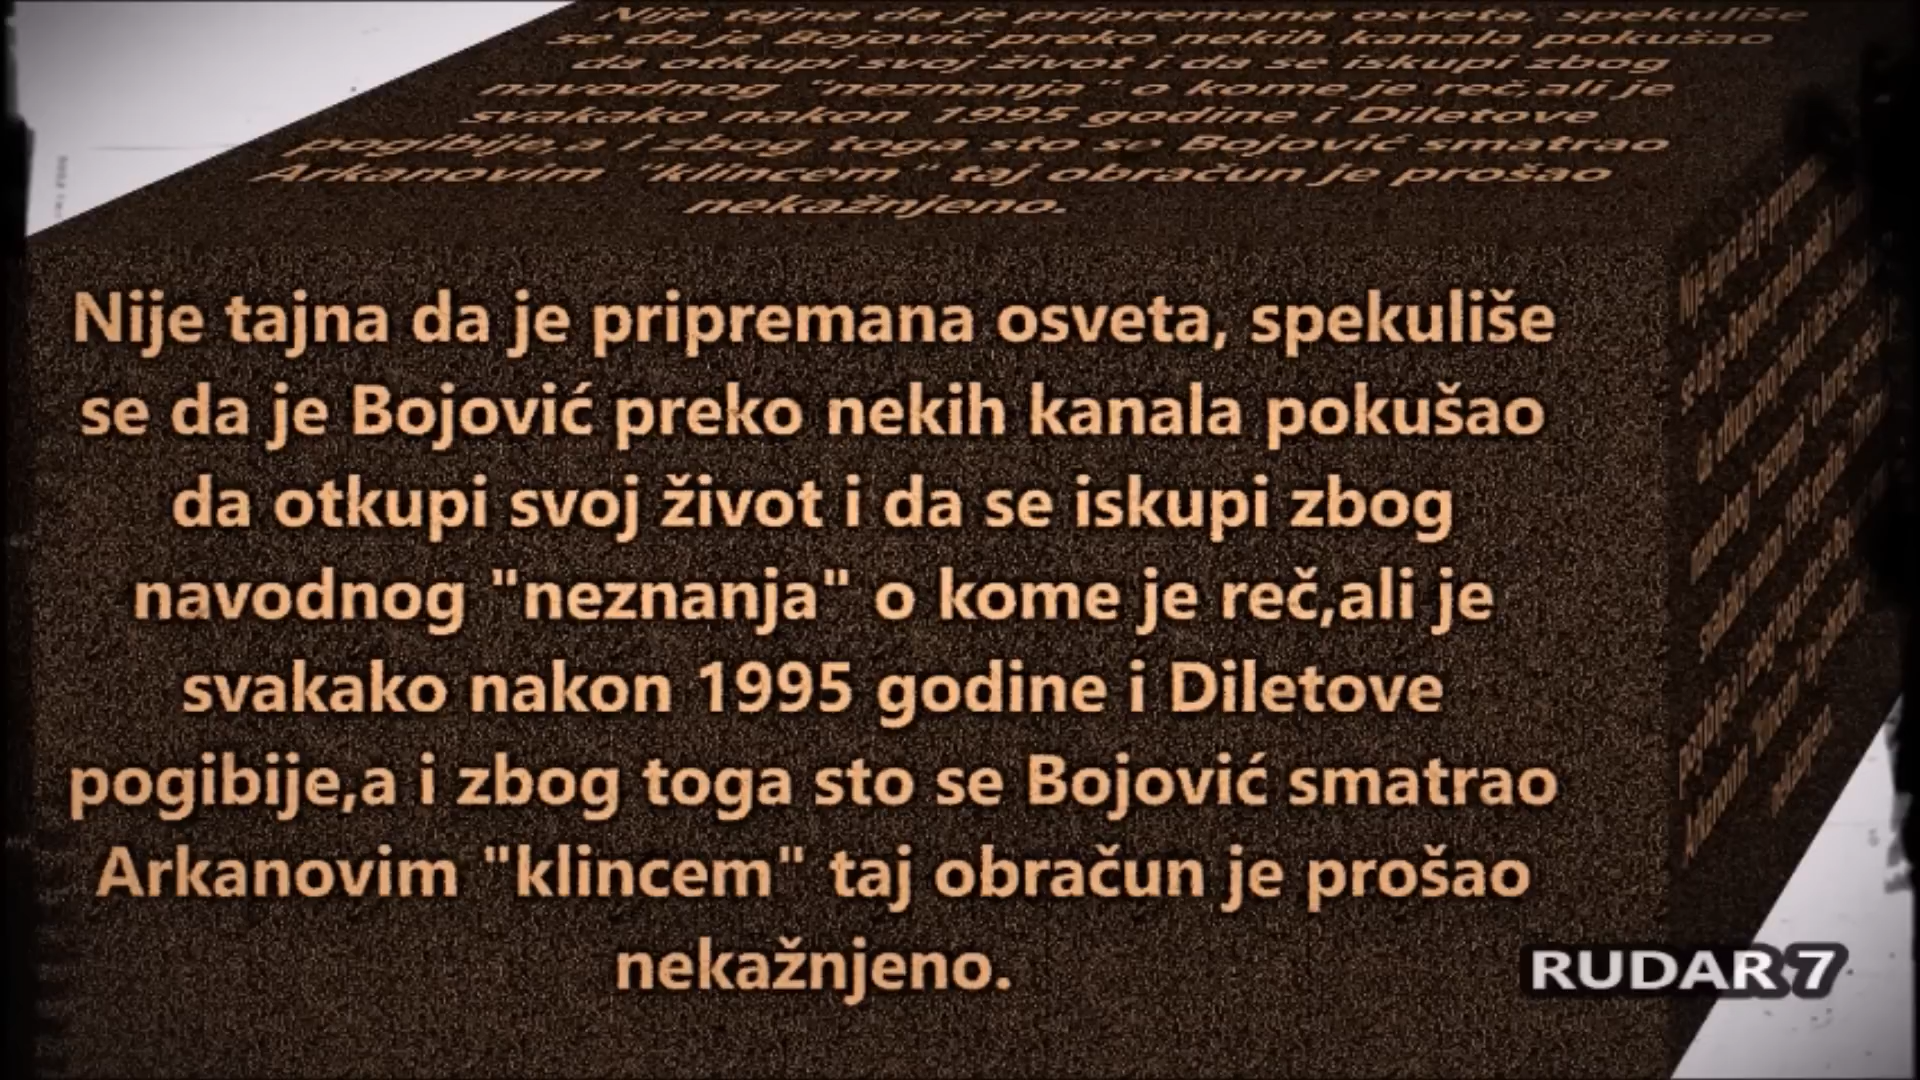 Nije tajna da je pripremana osveta, spekuliše
se da je Bojović preko nekih kanala pokušao
da otkupi svoj život i da se iskupi zbog
navodnog "neznanja" o kome je reč,ali je
svakako nakon 1995 godine i Diletove
pogibije,a i zbog toga sto se Bojović smatrao
Arkanovim "klincem" taj obračun je prošao
nekažnjeno.
Nije tajna da je pripremana osveta, spekuliše
se da je Bojović preko nekih kanala pokušao
da otkupi svoj život i da se iskupi zbog
navodnog "neznanja" o kome je reč,ali je
svakako nakon 1995 godine i Diletove
pogibije,a i zbog toga sto se Bojović smatrao
Arkanovim "klincem" taj obračun je prošao
nekažnjeno.
RUDAR 7